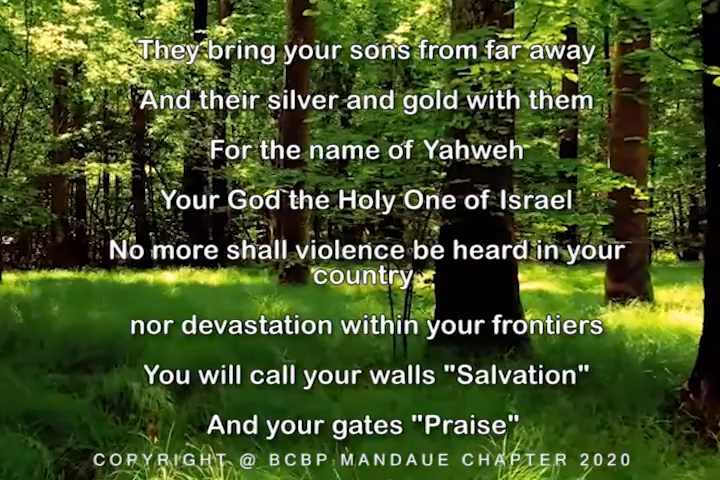 They bring your sons from far away
And their silver and gold with them
For the name of Yahweh
Your God the Holy One of Israel
No more shall violence be heard in your
country
nor devastation within your frontiers
You will call your walls "Salvation"
And your gates "Praise"
COPYRIGHT @ BCBP MANDAUE CHAPTER 2020